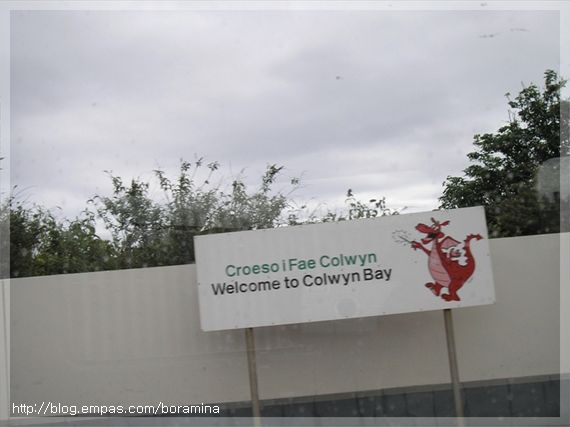 Croeso i Fae Colwyn
Welcome to Colwyn Bay
http://blog.empas.com/boramina